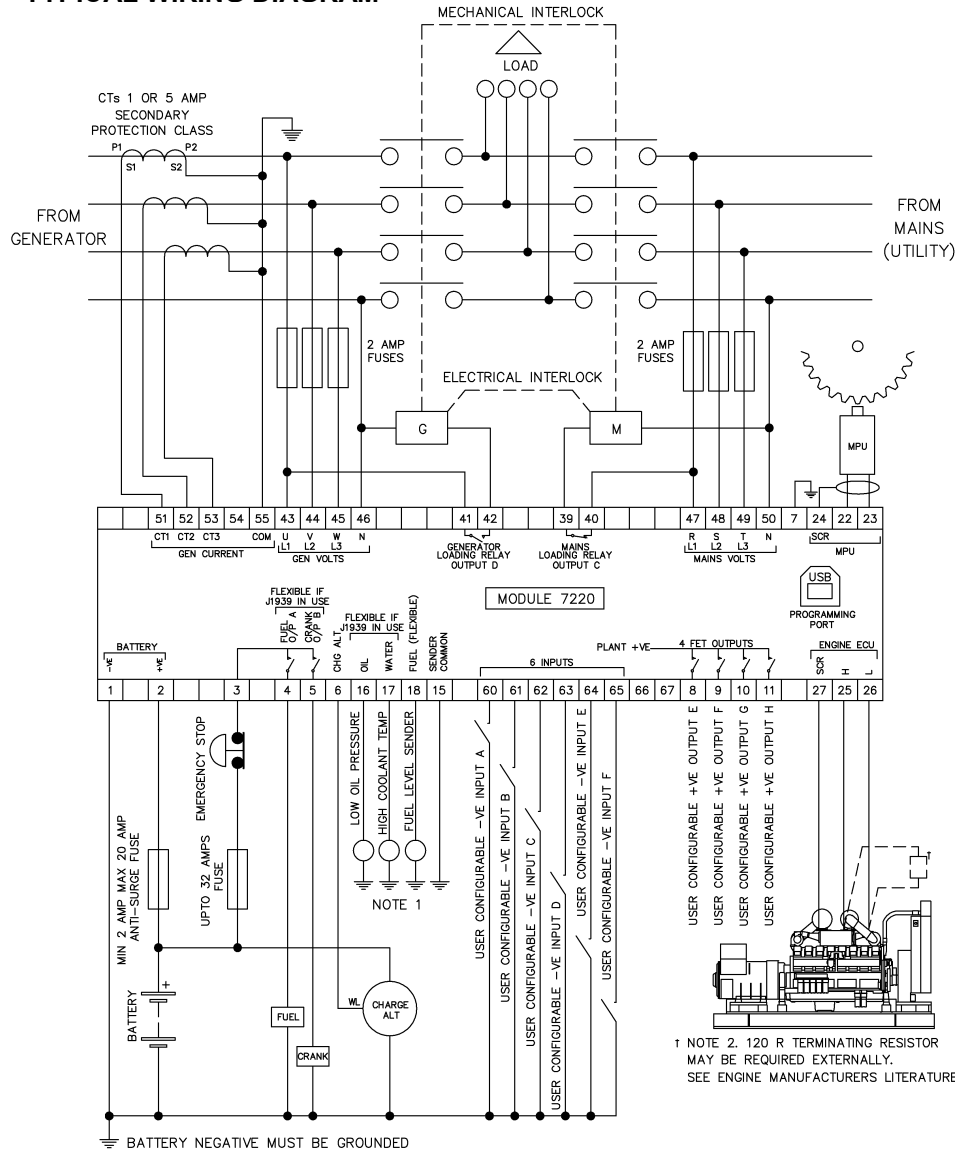 TYPICAL WIRING DIAGRAM
MECHANICAL INTERLOCK
LOAD
CTs 1 OR 5 AMP
SECONDARY
PROTECTION CLASS
P1 P2
S1 S2
FROM
GENERATOR
FROM
MAINS
(UTILITY)
2 AMP
FUSES
2 AMP
FUSES
ELECTRICAL INTERLOCK
G
M
MPU
51 52 53 54 55 43 44 45 46 41 42 39 40 47 48 49 50 7 24 22 23
CT1 CT2 CT3 COM U V W N
L1 L2 L3
GEN CURRENT
GEN VOLTS
GENERATOR
LOADING RELAY
OUTPUT D
MAINS
LOADING RELAY
OUTPUT C
R S T N
L1 L2 L3
MAINS VOLTS
SCR
MPU
MODULE 7220
USB
PROGRAMMING
PORT
BATTERY
-VE
+VE
FLEXIBLE IF
J1939 IN USE
FUEL
O/P A
CRANK
O/P B
CHG ALT
FLEXIBLE IF
J1939 IN USE
OIL
WATER
FUEL (FLEXIBLE)
SENDER
COMMON
6 INPUTS
PLANT +VE
4 FET OUTPUTS
ENGINE ECU
SCR
H
L
1 2 3 4 5 6 16 17 18 15 60 61 62 63 64 65 66 67 8 9 10 11 27 25 26
MIN 2 AMP MAX 20 AMP
ANTI-SURGE FUSE
EMERGENCY STOP
UPTO 32 AMPS
FUSE
LOW OIL PRESSURE
HIGH COOLANT TEMP
FUEL LEVEL SENDER
NOTE 1
USER CONFIGURABLE -VE INPUT A
USER CONFIGURABLE -VE INPUT B
USER CONFIGURABLE -VE INPUT C
USER CONFIGURABLE -VE INPUT D
USER CONFIGURABLE -VE INPUT E
USER CONFIGURABLE -VE INPUT F
USER CONFIGURABLE +VE OUTPUT E
USER CONFIGURABLE +VE OUTPUT F
USER CONFIGURABLE +VE OUTPUT G
USER CONFIGURABLE +VE OUTPUT H
BATTERY
+
FUEL
CRANK
WL
CHARGE
ALT
†
† NOTE 2. 120 R TERMINATING RESISTOR
MAY BE REQUIRED EXTERNALLY.
SEE ENGINE MANUFACTURERS LITERATURE
BATTERY NEGATIVE MUST BE GROUNDED